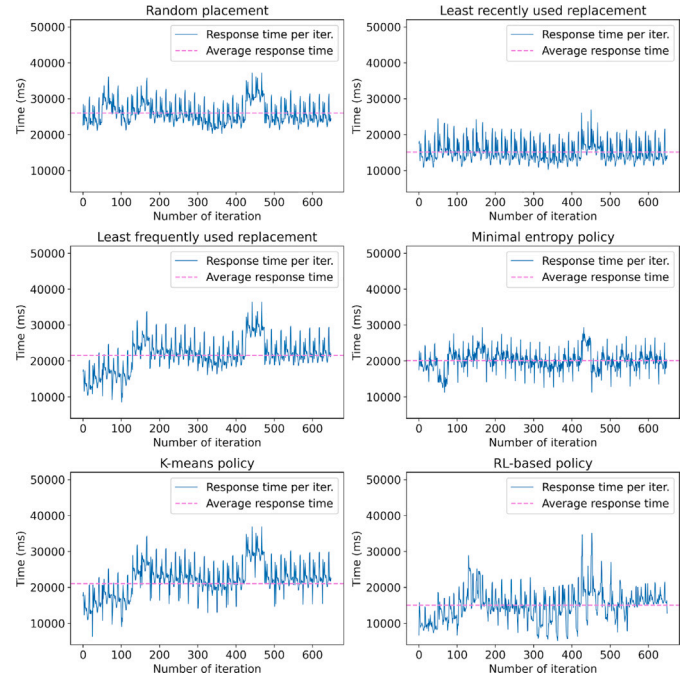 Random placement
50000
40000
30000
20000
10000
Time (ms)
Response time per iter.
Average response time
0 100 200 300 400 500 600
Number of iteration
Least recently used replacement
50000
40000
30000
20000
10000
Time (ms)
Response time per iter.
Average response time
0 100 200 300 400 500 600
Number of iteration
Least frequently used replacement
50000
40000
30000
20000
10000
Time (ms)
Response time per iter.
Average response time
0 100 200 300 400 500 600
Number of iteration
Minimal entropy policy
50000
40000
30000
20000
10000
Time (ms)
Response time per iter.
Average response time
0 100 200 300 400 500 600
Number of iteration
K-means policy
50000
40000
30000
20000
10000
Time (ms)
Response time per iter.
Average response time
0 100 200 300 400 500 600
Number of iteration
RL-based policy
50000
40000
30000
20000
10000
Time (ms)
Response time per iter.
Average response time
0 100 200 300 400 500 600
Number of iteration